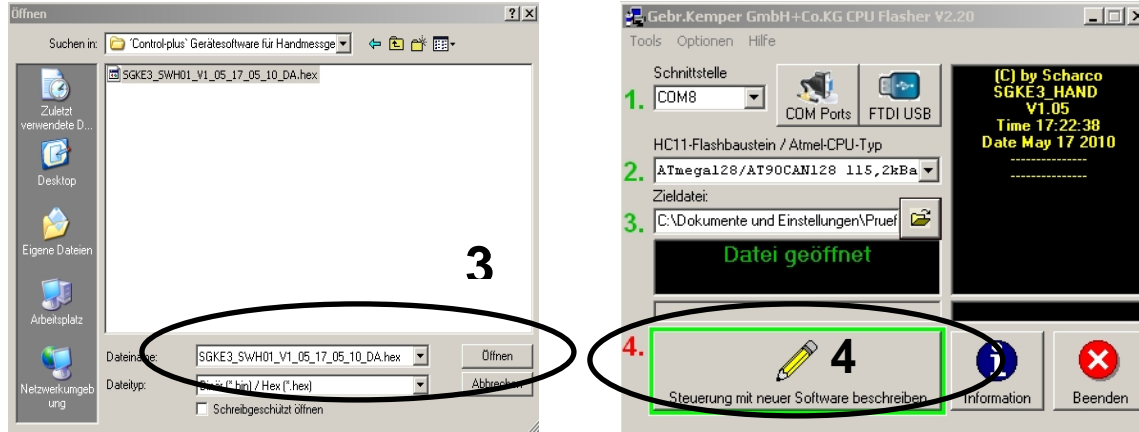 Öffnen
Suchen in:
'Control-plus' Gerätesoftware für Handmessge
SGKE3_SWH01_V1_05_17_05_10_DA.hex
Zuletzt
verwendete D...
Desktop
Eigene Dateien
Arbeitsplatz
Netzwerkumgeb
ung
3
Dateiname:
SGKE3_SWH01_V1_05_17_05_10_DA.hex
Öffnen
Dateityp:
Binär (*.bin) / Hex (*.hex)
Abbrechen
Schreibgeschützt öffnen
Gebr.Kemper GmbH+Co.KG CPU Flasher V2.20
Tools Optionen Hilfe
Schnittstelle
1. COM8
COM Ports
FTDI USB
HC11-Flashbaustein / Atmel-CPU-Typ
2. ATmega128/AT90CAN128 115,2kBa
Zieldatei:
3. C:\Dokumente und Einstellungen\Pruef
Datei geöffnet
(C) by Scharco
SGKE3_HAND
V1.05
Time 17:22:38
Date May 17 2010
---------------
---------------
4.
4
Steuerung mit neuer Software beschreiben
Information
Beenden